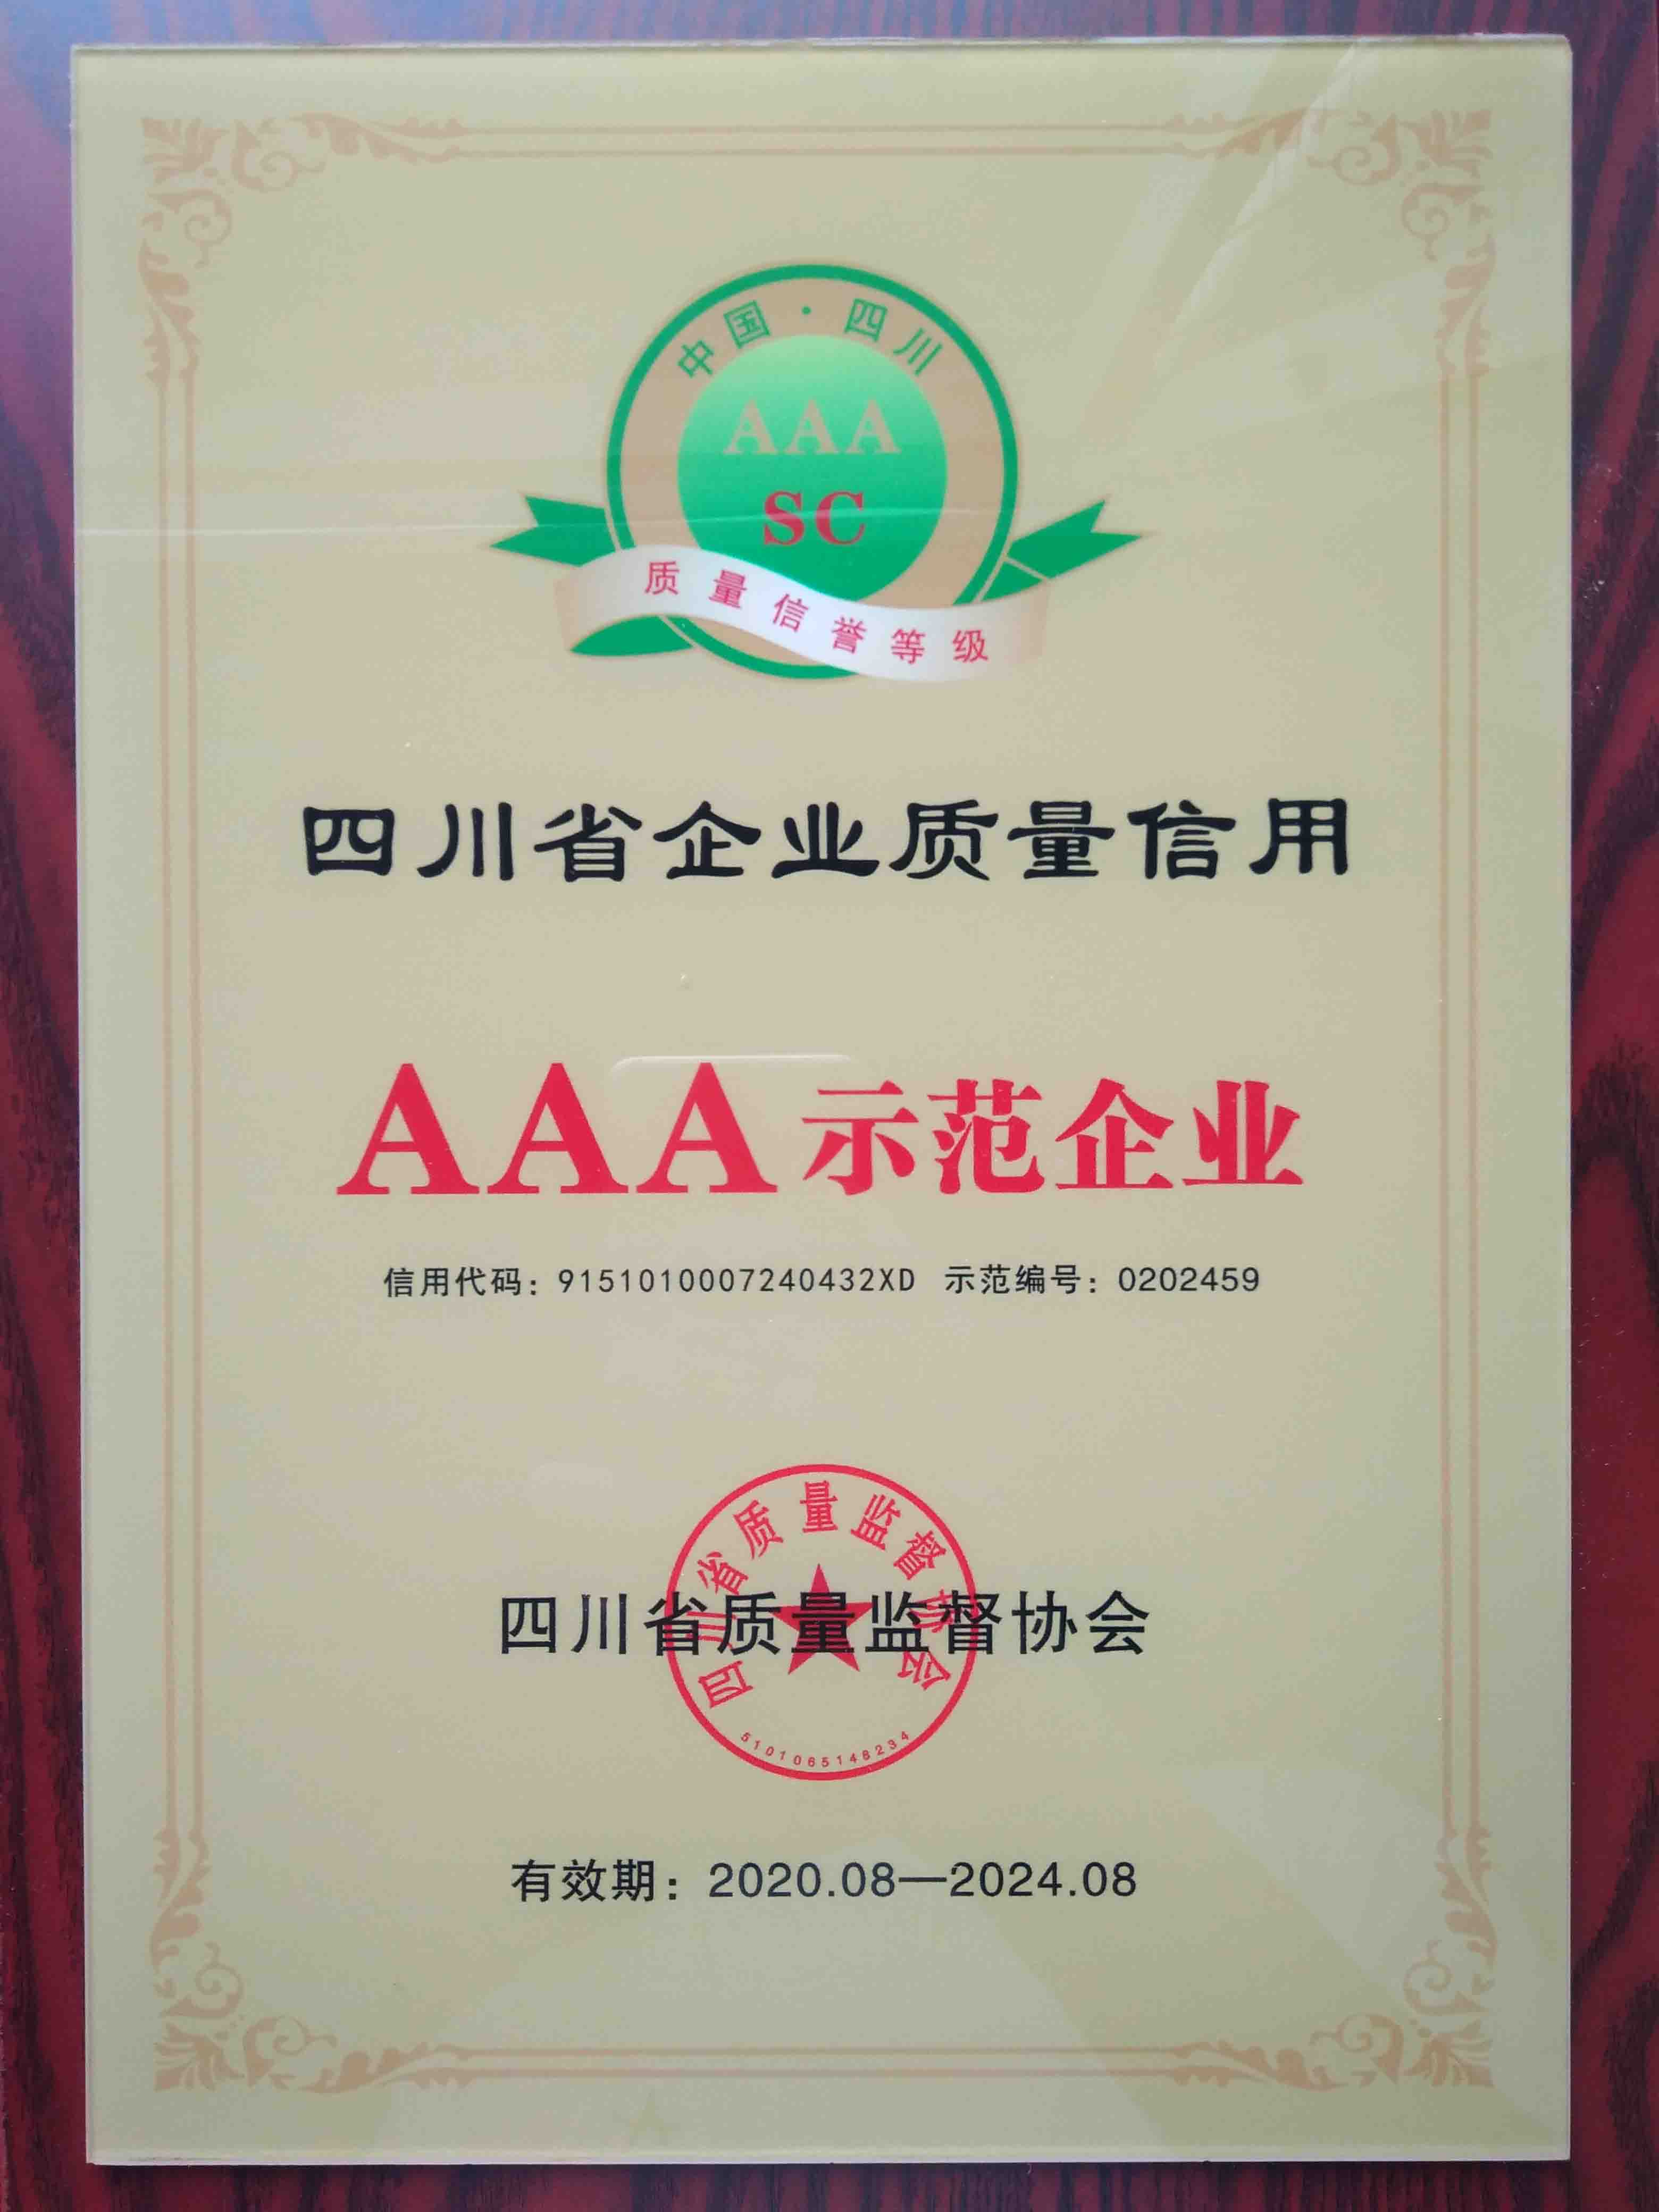 中国·四川
AAA
SC
质量信誉等级
四川省企业质量信用
AAA示范企业
信用代码：9151010007240432XD 示范编号：0202459
四川省质量监督协会
四川省质量监督协会
5101065148234
有效期：2020.08—2024.08